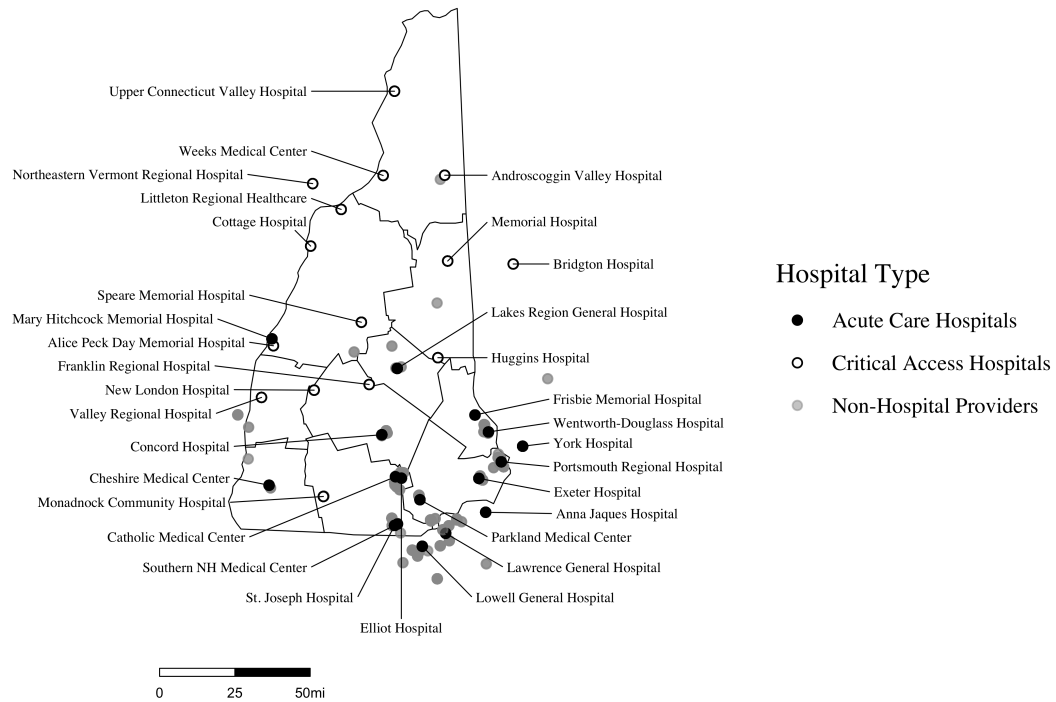 Upper Connecticut Valley Hospital
Weeks Medical Center
Northeastern Vermont Regional Hospital
Androscoggin Valley Hospital
Littleton Regional Healthcare
Cottage Hospital
Memorial Hospital
Bridgton Hospital
Hospital Type
Speare Memorial Hospital
Lakes Region General Hospital
Mary Hitchcock Memorial Hospital
Acute Care Hospitals
Alice Peck Day Memorial Hospital
Huggins Hospital
Critical Access Hospitals
Franklin Regional Hospital
New London Hospital
Frisbie Memorial Hospital
Non-Hospital Providers
Valley Regional Hospital
Wentworth-Douglass Hospital
Concord Hospital
York Hospital
Portsmouth Regional Hospital
Cheshire Medical Center
Exeter Hospital
Monadnock Community Hospital
Anna Jaques Hospital
Catholic Medical Center
Parkland Medical Center
Southern NH Medical Center
Lawrence General Hospital
St. Joseph Hospital
Lowell General Hospital
Elliot Hospital
0 25 50mi